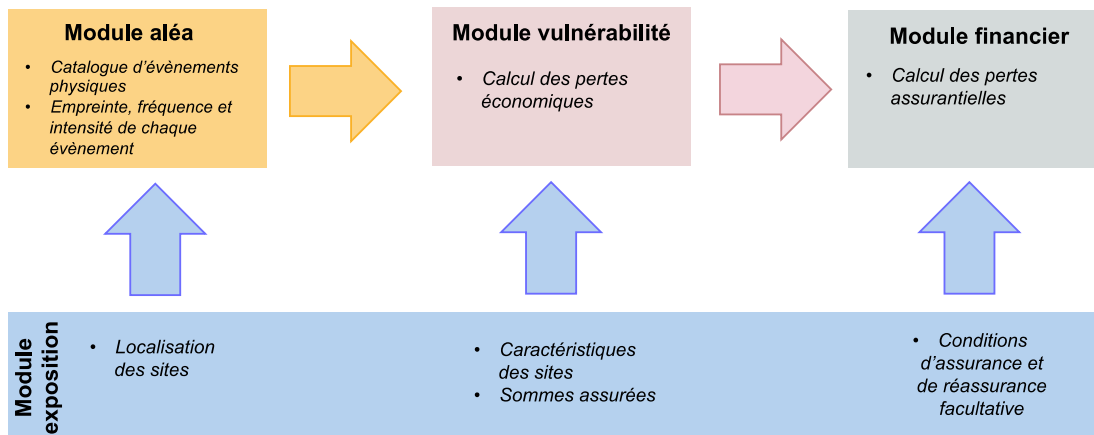 Module aléa
• Catalogue d'évènements
physiques
• Empreinte, fréquence et
intensité de chaque
évènement
Module vulnérabilité
• Calcul des pertes
économiques
Module financier
• Calcul des pertes
assurantielles
Module
exposition
• Localisation
des sites
• Caractéristiques
des sites
• Sommes assurées
• Conditions
d'assurance et
de réassurance
facultative